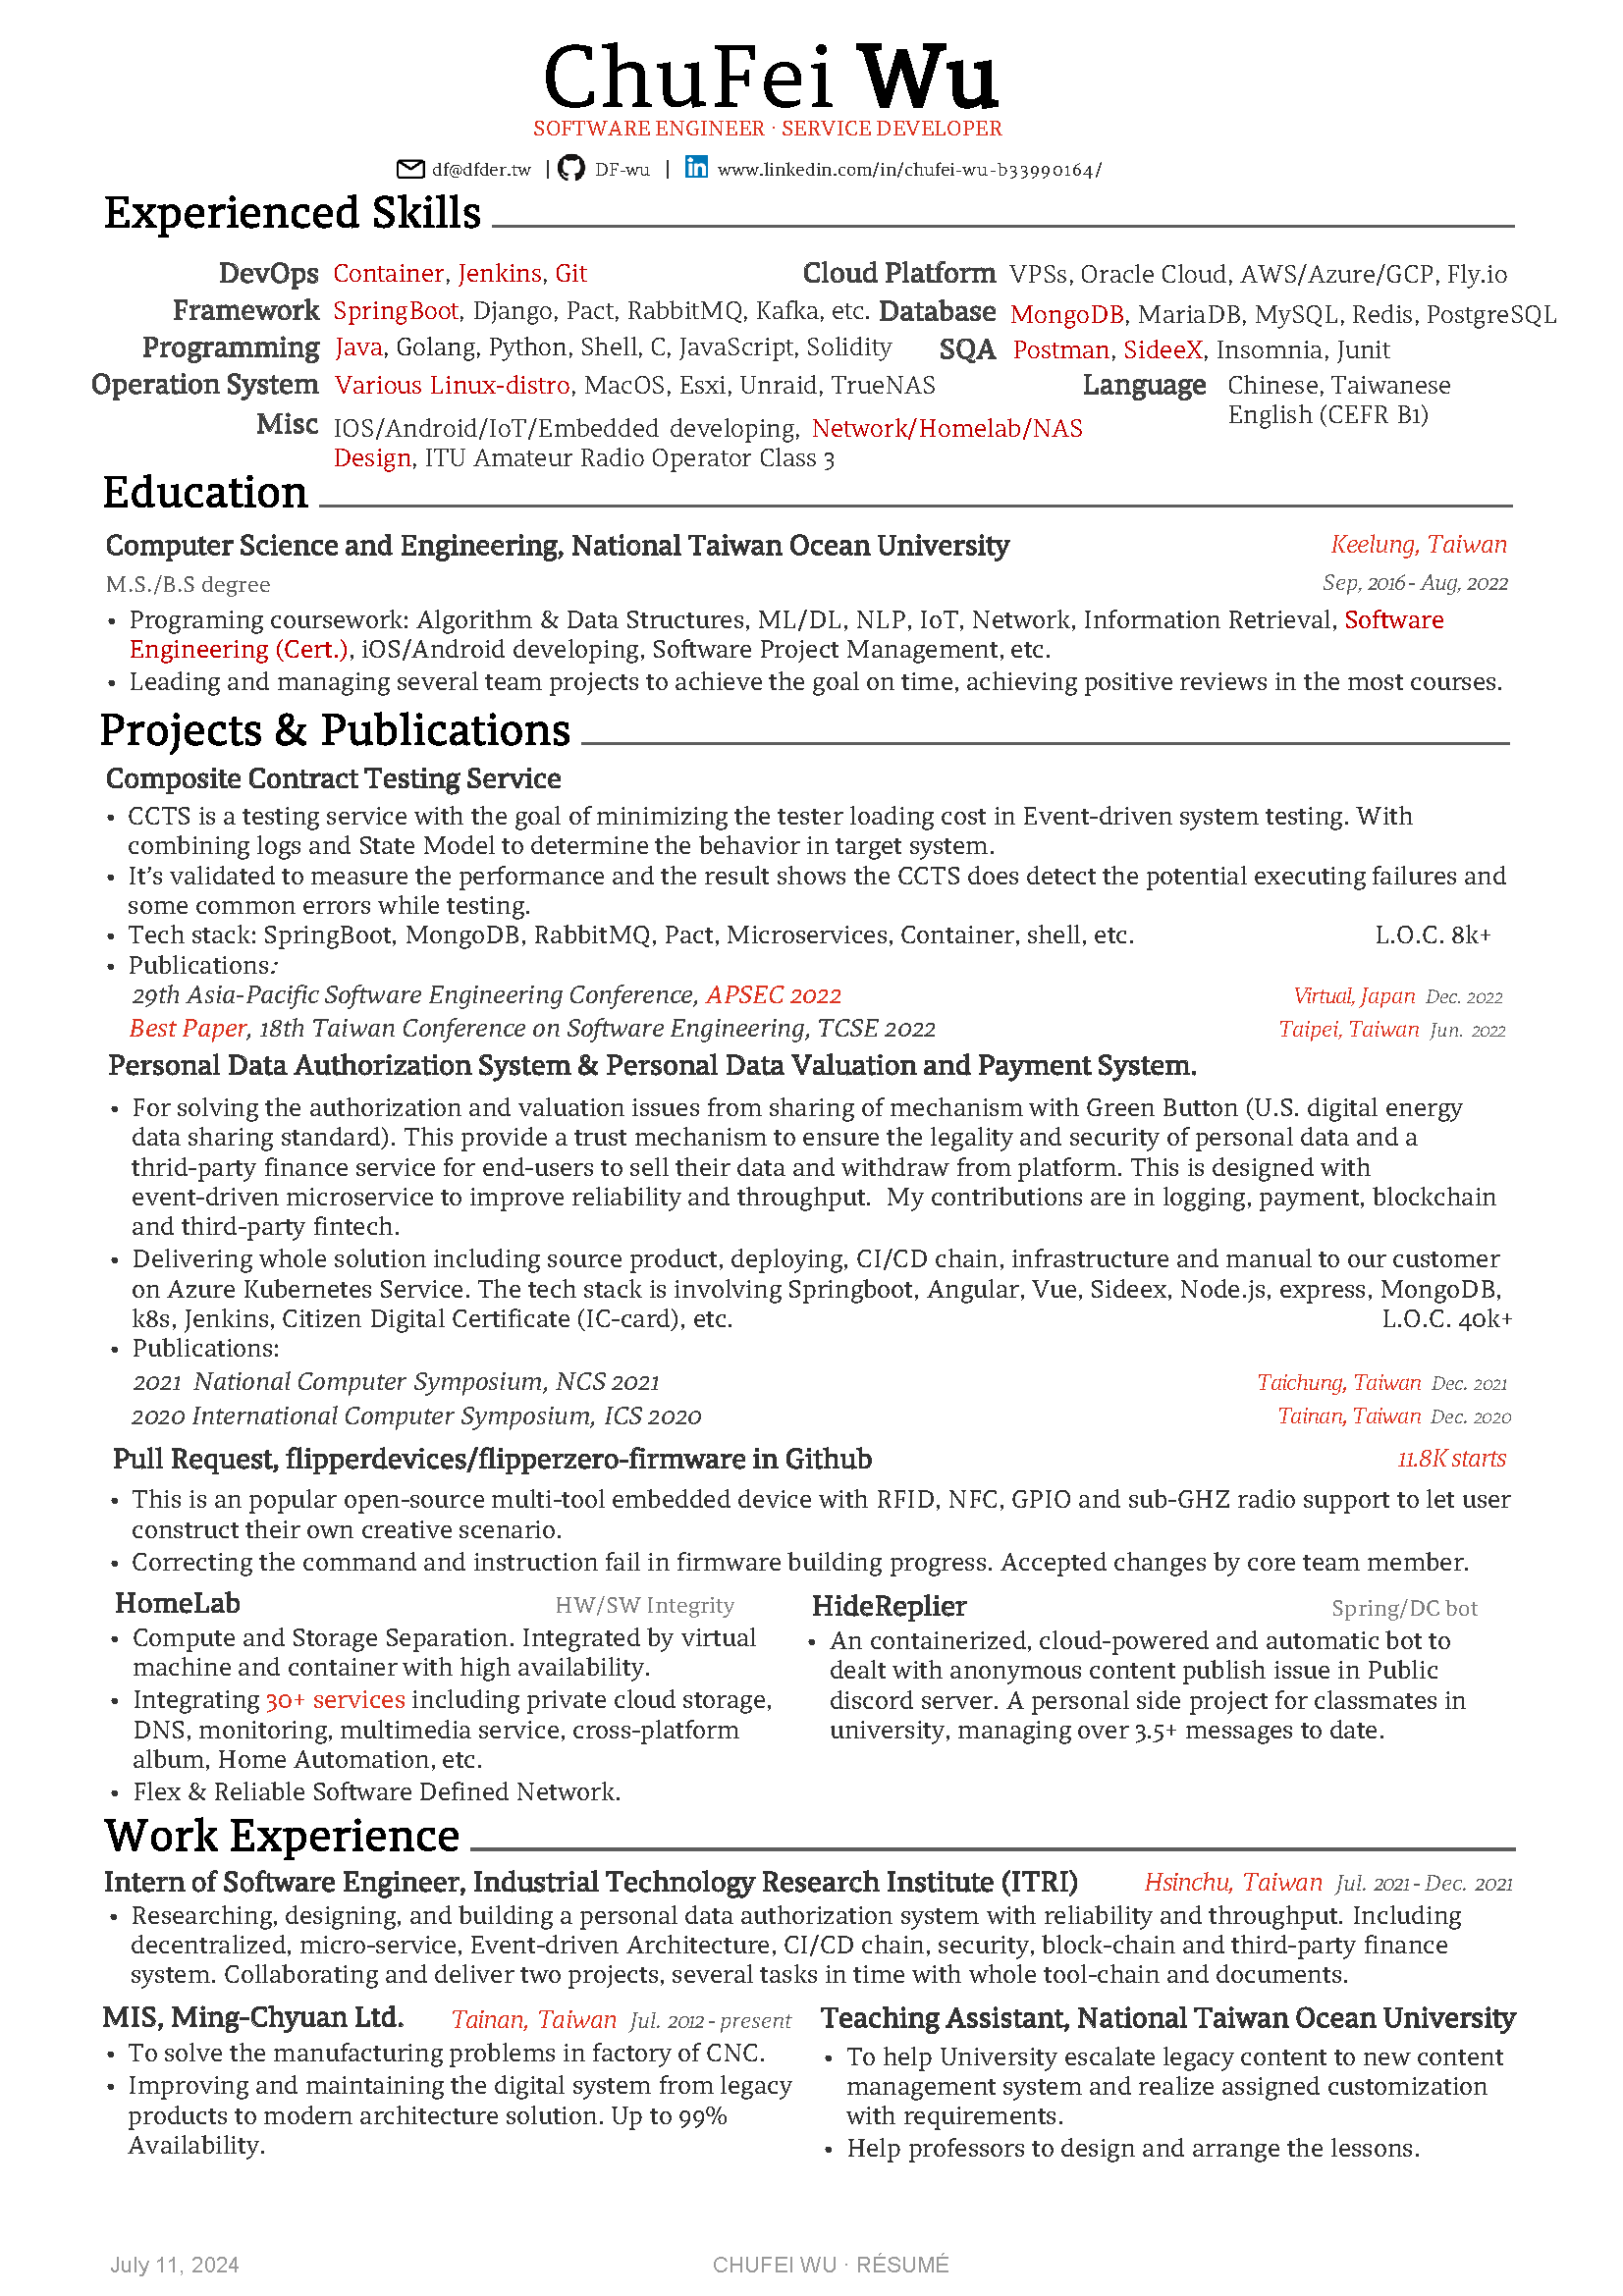 ChuFei Wu
SOFTWARE ENGINEER · SERVICE DEVELOPER
df@dfder.tw | DF-wu | www.linkedin.com/in/chufei-wu-b33990164/
Experienced Skills
DevOps Container, Jenkins, Git
Cloud Platform VPSs, Oracle Cloud, AWS/Azure/GCP, Fly.io
Framework SpringBoot, Django, Pact, RabbitMQ, Kafka, etc.
Database MongoDB, MariaDB, MySQL, Redis, PostgreSQL
Programming Java, Golang, Python, Shell, C, JavaScript, Solidity
SQA Postman, SideeX, Insomnia, Junit
Operation System Various Linux-distro, MacOS, Esxi, Unraid, TrueNAS
Language Chinese, Taiwanese
English (CEFR B1)
Misc IOS/Android/IoT/Embedded developing, Network/Homelab/NAS
Design, ITU Amateur Radio Operator Class 3
Education
Computer Science and Engineering, National Taiwan Ocean University Keelung, Taiwan
M.S./B.S degree Sep, 2016 - Aug, 2022
• Programing coursework: Algorithm & Data Structures, ML/DL, NLP, IoT, Network, Information Retrieval, Software
Engineering (Cert.), iOS/Android developing, Software Project Management, etc.
• Leading and managing several team projects to achieve the goal on time, achieving positive reviews in the most courses.
Projects & Publications
Composite Contract Testing Service
• CCTS is a testing service with the goal of minimizing the tester loading cost in Event-driven system testing. With
combining logs and State Model to determine the behavior in target system.
• It's validated to measure the performance and the result shows the CCTS does detect the potential executing failures and
some common errors while testing.
• Tech stack: SpringBoot, MongoDB, RabbitMQ, Pact, Microservices, Container, shell, etc. L.O.C. 8k+
• Publications:
29th Asia-Pacific Software Engineering Conference, APSEC 2022 Virtual, Japan Dec. 2022
Best Paper, 18th Taiwan Conference on Software Engineering, TCSE 2022 Taipei, Taiwan Jun. 2022
Personal Data Authorization System & Personal Data Valuation and Payment System.
• For solving the authorization and valuation issues from sharing of mechanism with Green Button (U.S. digital energy
data sharing standard). This provide a trust mechanism to ensure the legality and security of personal data and a
thrid-party finance service for end-users to sell their data and withdraw from platform. This is designed with
event-driven microservice to improve reliability and throughput. My contributions are in logging, payment, blockchain
and third-party fintech.
• Delivering whole solution including source product, deploying, CI/CD chain, infrastructure and manual to our customer
on Azure Kubernetes Service. The tech stack is involving Springboot, Angular, Vue, Sideex, Node.js, express, MongoDB,
k8s, Jenkins, Citizen Digital Certificate (IC-card), etc. L.O.C. 40k+
• Publications:
2021 National Computer Symposium, NCS 2021 Taichung, Taiwan Dec. 2021
2020 International Computer Symposium, ICS 2020 Tainan, Taiwan Dec. 2020
Pull Request, flipperdevices/flipperzero-firmware in Github 11.8K starts
• This is an popular open-source multi-tool embedded device with RFID, NFC, GPIO and sub-GHZ radio support to let user
construct their own creative scenario.
• Correcting the command and instruction fail in firmware building progress. Accepted changes by core team member.
HomeLab HW/SW Integrity
• Compute and Storage Separation. Integrated by virtual
machine and container with high availability.
• Integrating 30+ services including private cloud storage,
DNS, monitoring, multimedia service, cross-platform
album, Home Automation, etc.
• Flex & Reliable Software Defined Network.
HideReplier Spring/DC bot
• An containerized, cloud-powered and automatic bot to
dealt with anonymous content publish issue in Public
discord server. A personal side project for classmates in
university, managing over 3.5+ messages to date.
Work Experience
Intern of Software Engineer, Industrial Technology Research Institute (ITRI) Hsinchu, Taiwan Jul. 2021 - Dec. 2021
• Researching, designing, and building a personal data authorization system with reliability and throughput. Including
decentralized, micro-service, Event-driven Architecture, CI/CD chain, security, block-chain and third-party finance
system. Collaborating and deliver two projects, several tasks in time with whole tool-chain and documents.
MIS, Ming-Chyuan Ltd. Tainan, Taiwan Jul. 2012 - present
• To solve the manufacturing problems in factory of CNC.
• Improving and maintaining the digital system from legacy
products to modern architecture solution. Up to 99%
Availability.
Teaching Assistant, National Taiwan Ocean University
• To help University escalate legacy content to new content
management system and realize assigned customization
with requirements.
• Help professors to design and arrange the lessons.
July 11, 2024 CHUFEI WU · RÉSUMÉ